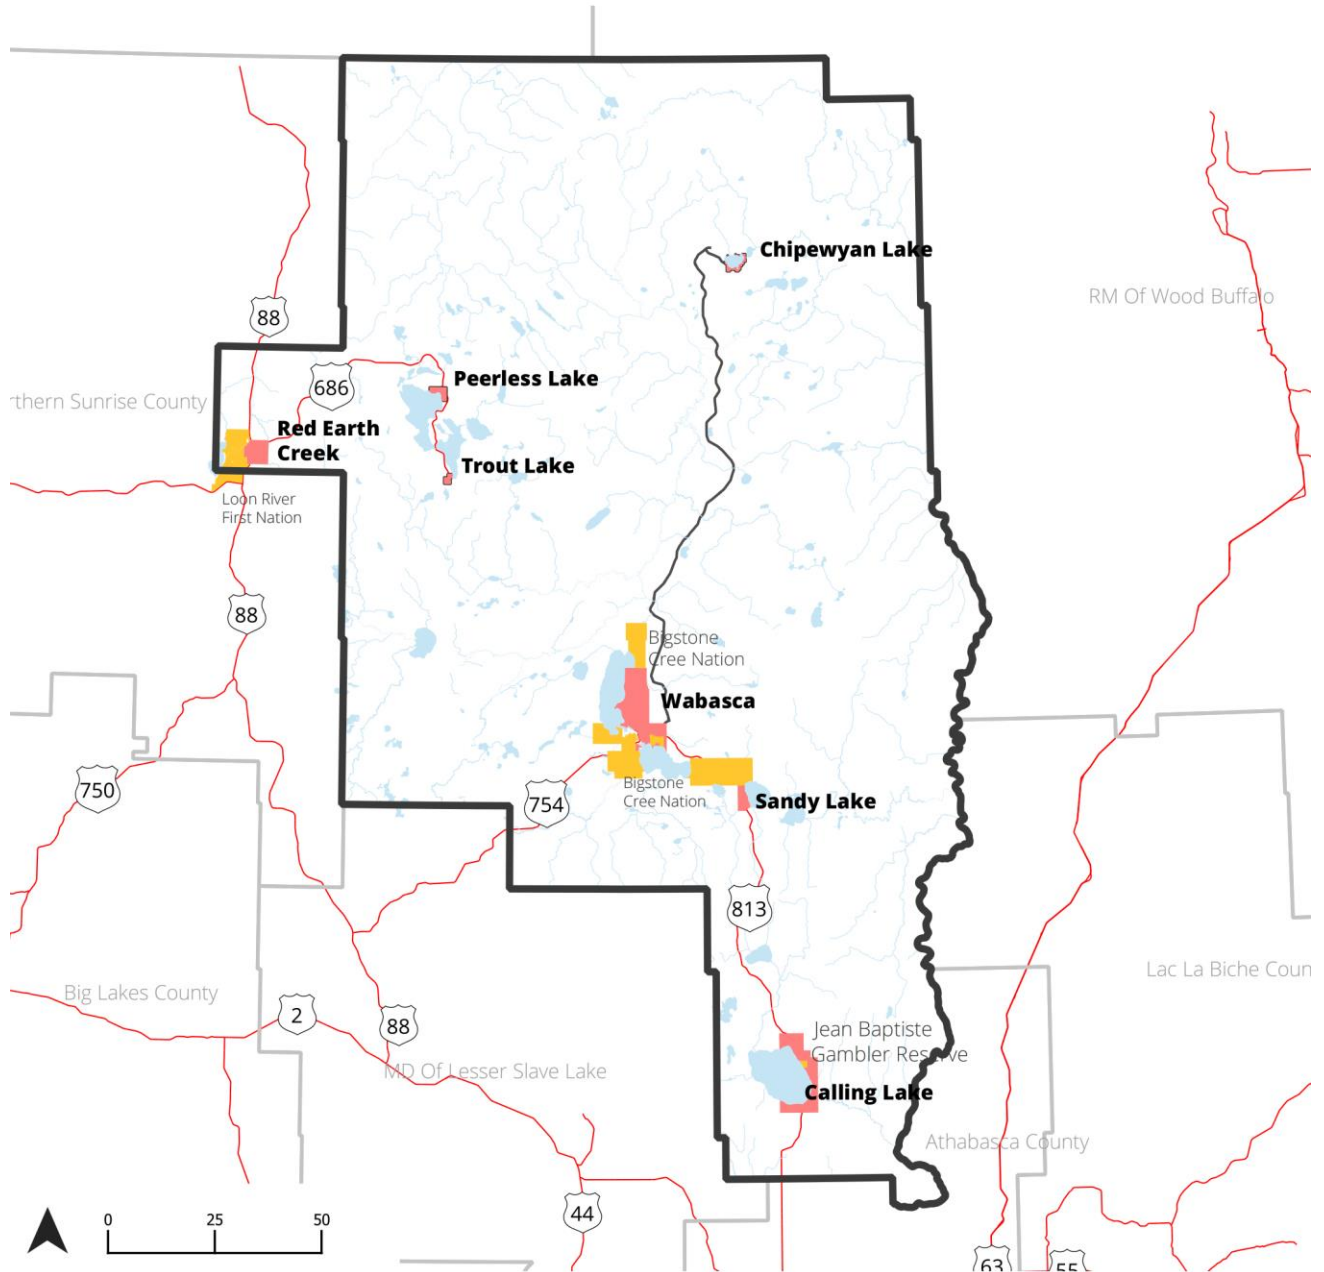 Chipewyan Lake
RM Of Wood Buffalo
88
Peerless Lake
686
rthern Sunrise County
Red Earth
Creek
Trout Lake
Loon River
First Nation
88
Bigstone
Cree Nation
Wabasca
750
754
Bigstone
Cree Nation
Sandy Lake
813
Lac La Biche Coun
Big Lakes County
2
88
Jean Baptiste
Gambler Reserve
MD Of Lesser Slave Lake
Calling Lake
Athabasca County
44
0 25 50
63
55